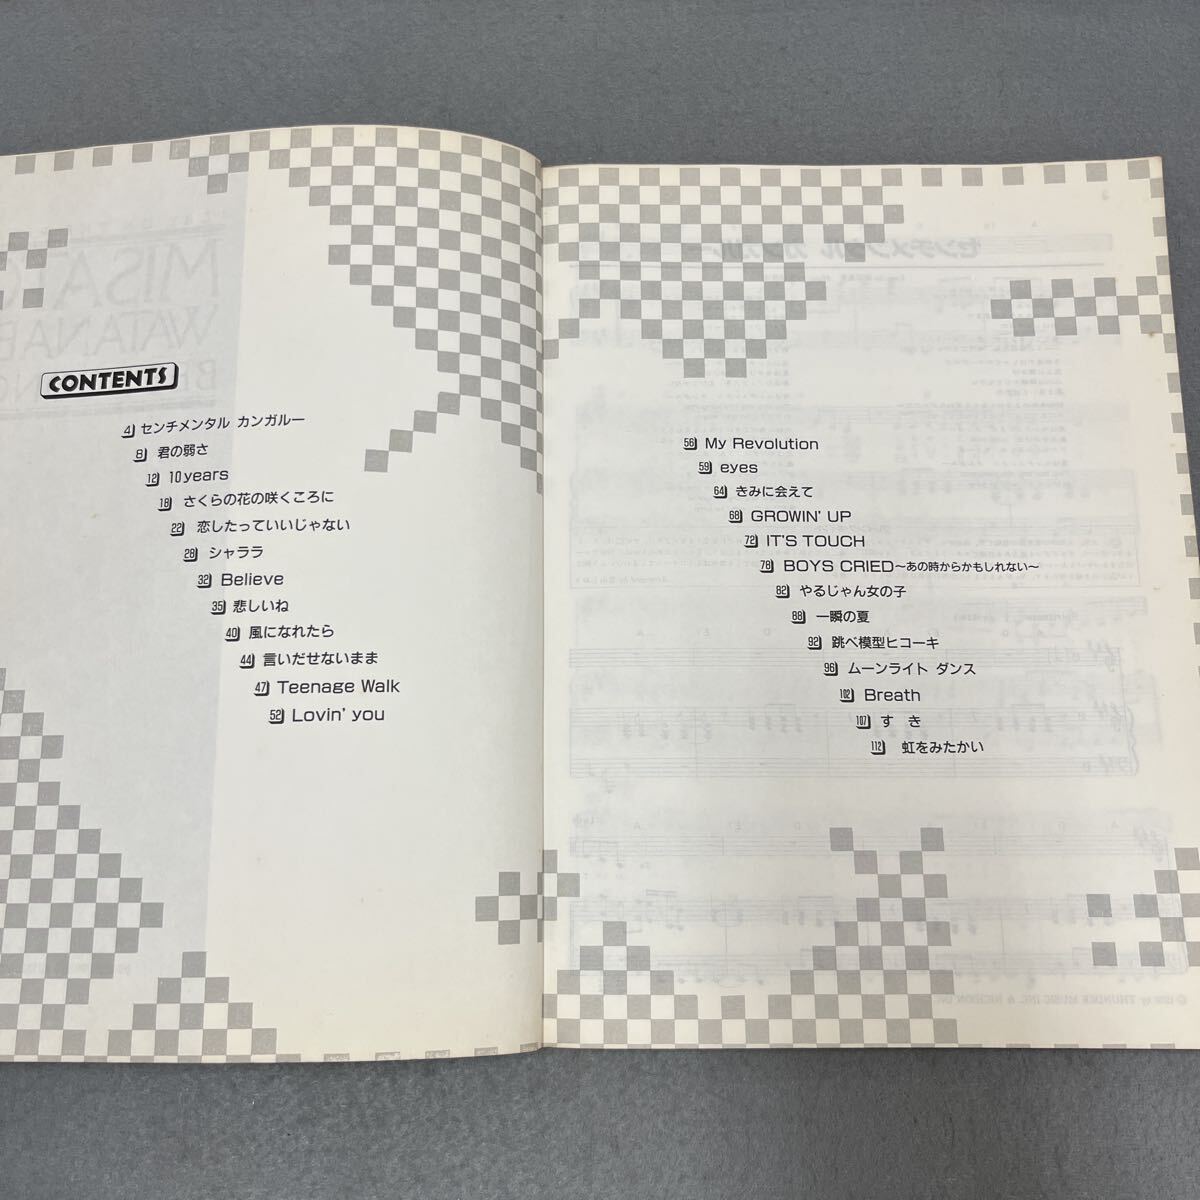 CONTENTS
4 センチメンタル カンガルー
8 君の弱さ
12 10years
18 さくらの花の咲くころに
22 恋したっていいじゃない
28 シャララ
32 Believe
35 悲しいね
40 風になれたら
44 言いだせないまま
47 Teenage Walk
52 Lovin' you
56 My Revolution
59 eyes
64 きみに会えて
68 GROWIN' UP
72 IT'S TOUCH
78 BOYS CRIED〜あの時からかもしれない〜
82 やるじゃん女の子
88 一瞬の夏
92 跳べ模型ヒコーキ
96 ムーンライト ダンス
102 Breath
107 す き
112 虹をみたかい